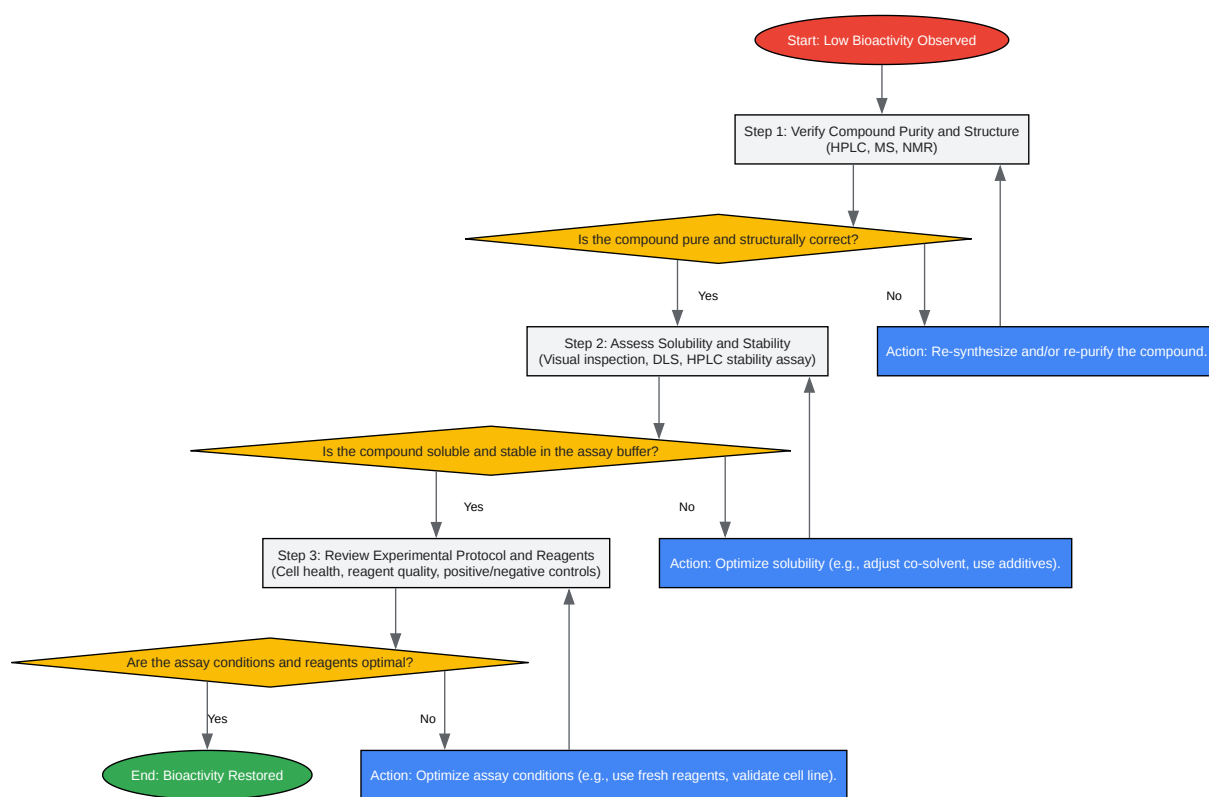 Start: Low Bioactivity Observed
Step 1: Verify Compound Purity and Structure
(HPLC, MS, NMR)
Is the compound pure and structurally correct?
Yes
No
Step 2: Assess Solubility and Stability
(Visual inspection, DLS, HPLC stability assay)
Action: Re-synthesize and/or re-purify the compound.
Is the compound soluble and stable in the assay buffer?
Yes
No
Step 3: Review Experimental Protocol and Reagents
(Cell health, reagent quality, positive/negative controls)
Action: Optimize solubility (e.g., adjust co-solvent, use additives).
Are the assay conditions and reagents optimal?
Yes
No
End: Bioactivity Restored
Action: Optimize assay conditions (e.g., use fresh reagents, validate cell line).